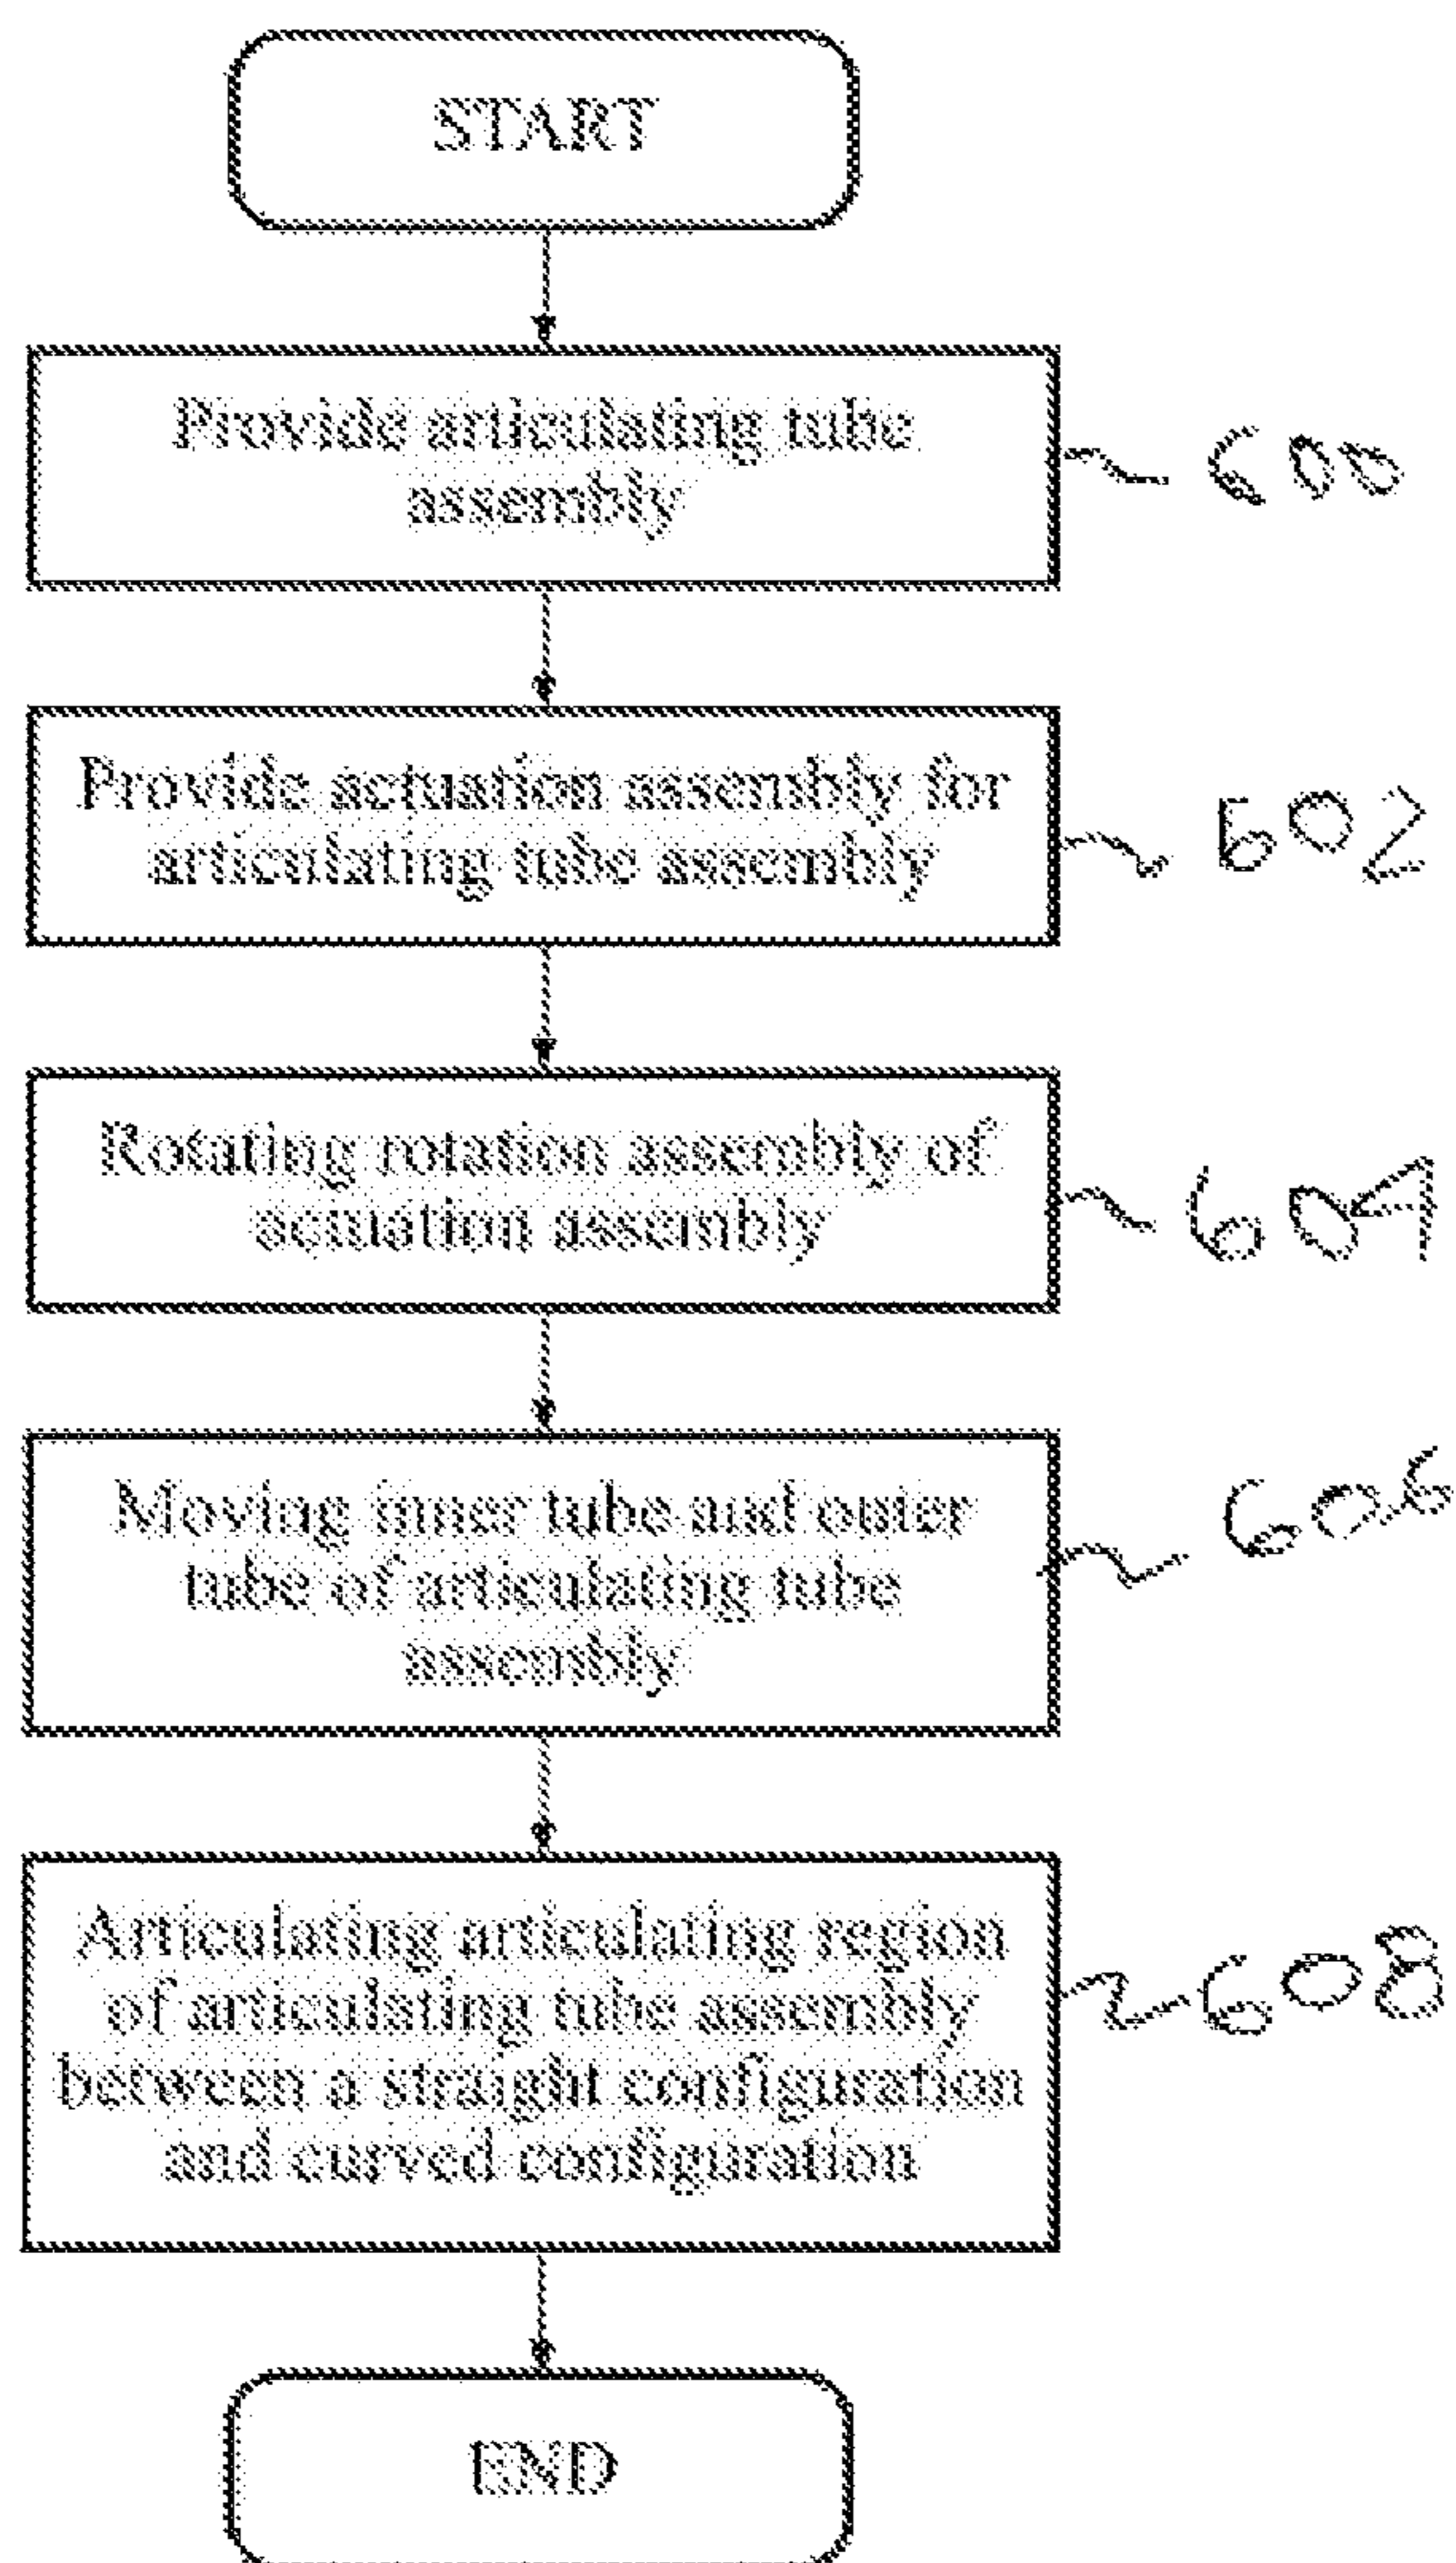 START
Provide articulating tube
assembly
600
Provide actuation assembly for
articulating tube assembly
602
Rotating rotation assembly of
actuation assembly
604
Moving inner tube and outer
tube of articulating tube
assembly
606
Articulating articulating region
of articulating tube assembly
between a straight configuration
and curved configuration
608
END